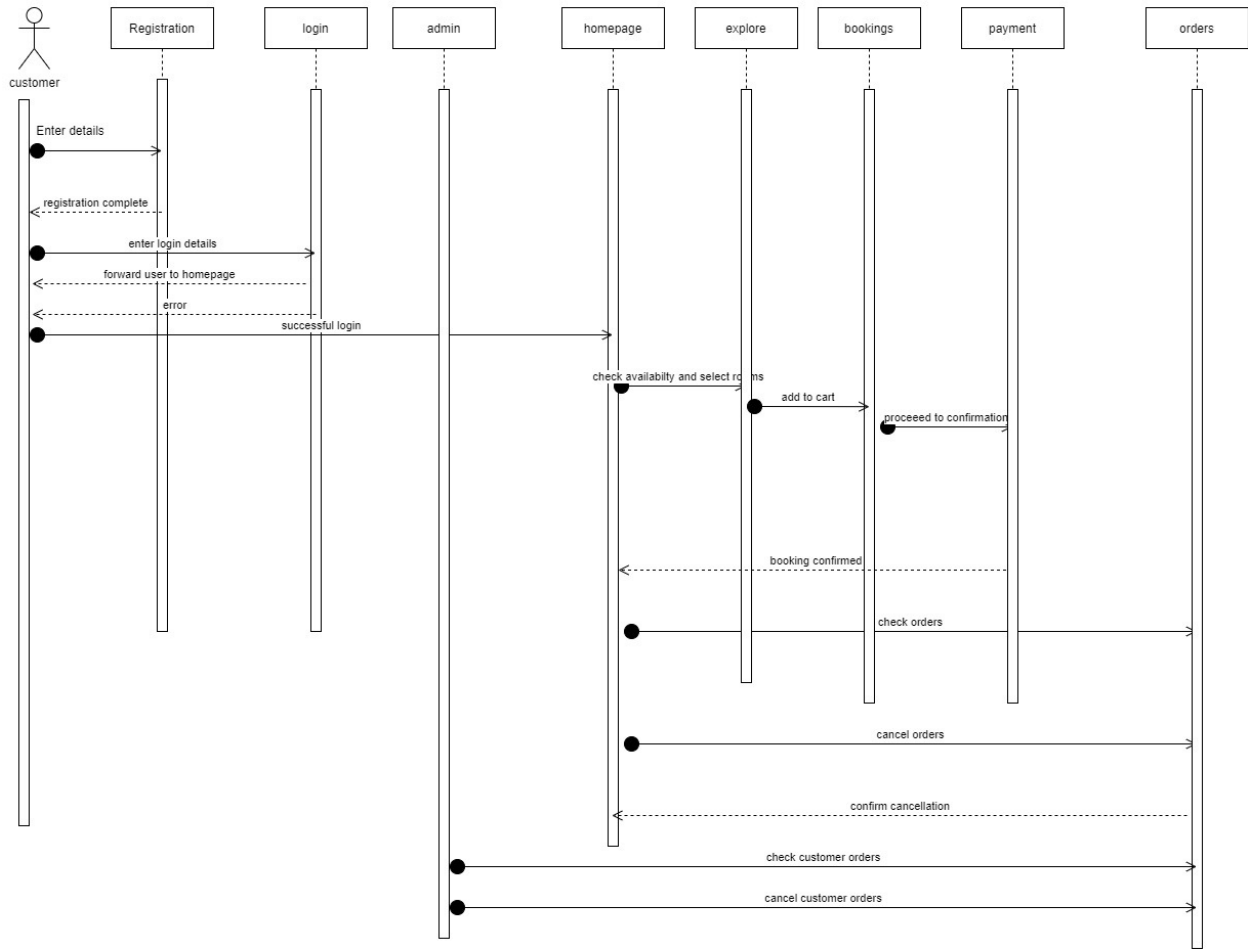 Registration
login
admin
homepage
explore
bookings
payment
orders
customer
Enter details
registration complete
enter login details
forward user to homepage
error
successful login
check availabilty and select rooms
add to cart
proceeed to confirmation
booking confirmed
check orders
cancel orders
confirm cancellation
check customer orders
cancel customer orders